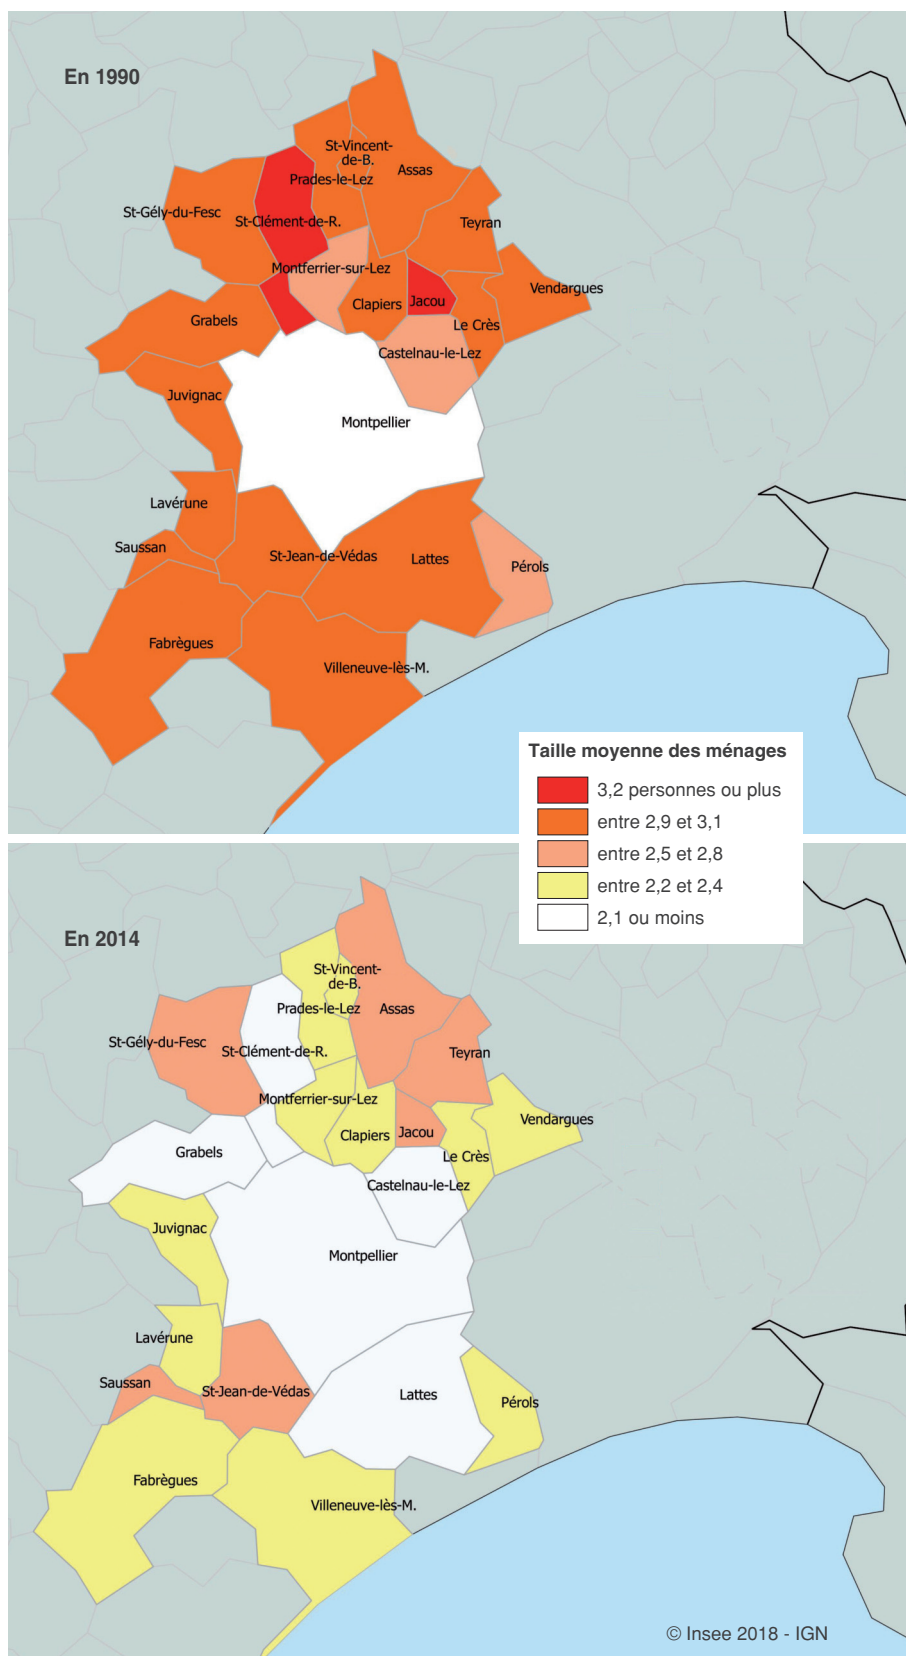 En 1990
St-Vincent-
de-B.
Assas
Prades-le-Lez
St-Gély-du-Fesc
St-Clément-de-R.
Teyran
Montferrier-sur-Lez
Vendargues
Clapiers
Jacou
Grabels
Le Crès
Castelnau-le-Lez
Juvignac
Montpellier
Lavérune
Saussan
St-Jean-de-Védas
Lattes
Pérols
Fabrègues
Villeneuve-lès-M.
Taille moyenne des ménages
3,2 personnes ou plus
entre 2,9 et 3,1
entre 2,5 et 2,8
entre 2,2 et 2,4
2,1 ou moins
En 2014
St-Vincent-
de-B.
Prades-le-Lez
Assas
St-Gély-du-Fesc
St-Clément-de-R.
Teyran
Montferrier-sur-Lez
Vendargues
Clapiers
Jacou
Grabels
Le Crès
Castelnau-le-Lez
Juvignac
Montpellier
Lavérune
Saussan
St-Jean-de-Védas
Lattes
Pérols
Fabrègues
Villeneuve-lès-M.
© Insee 2018 - IGN